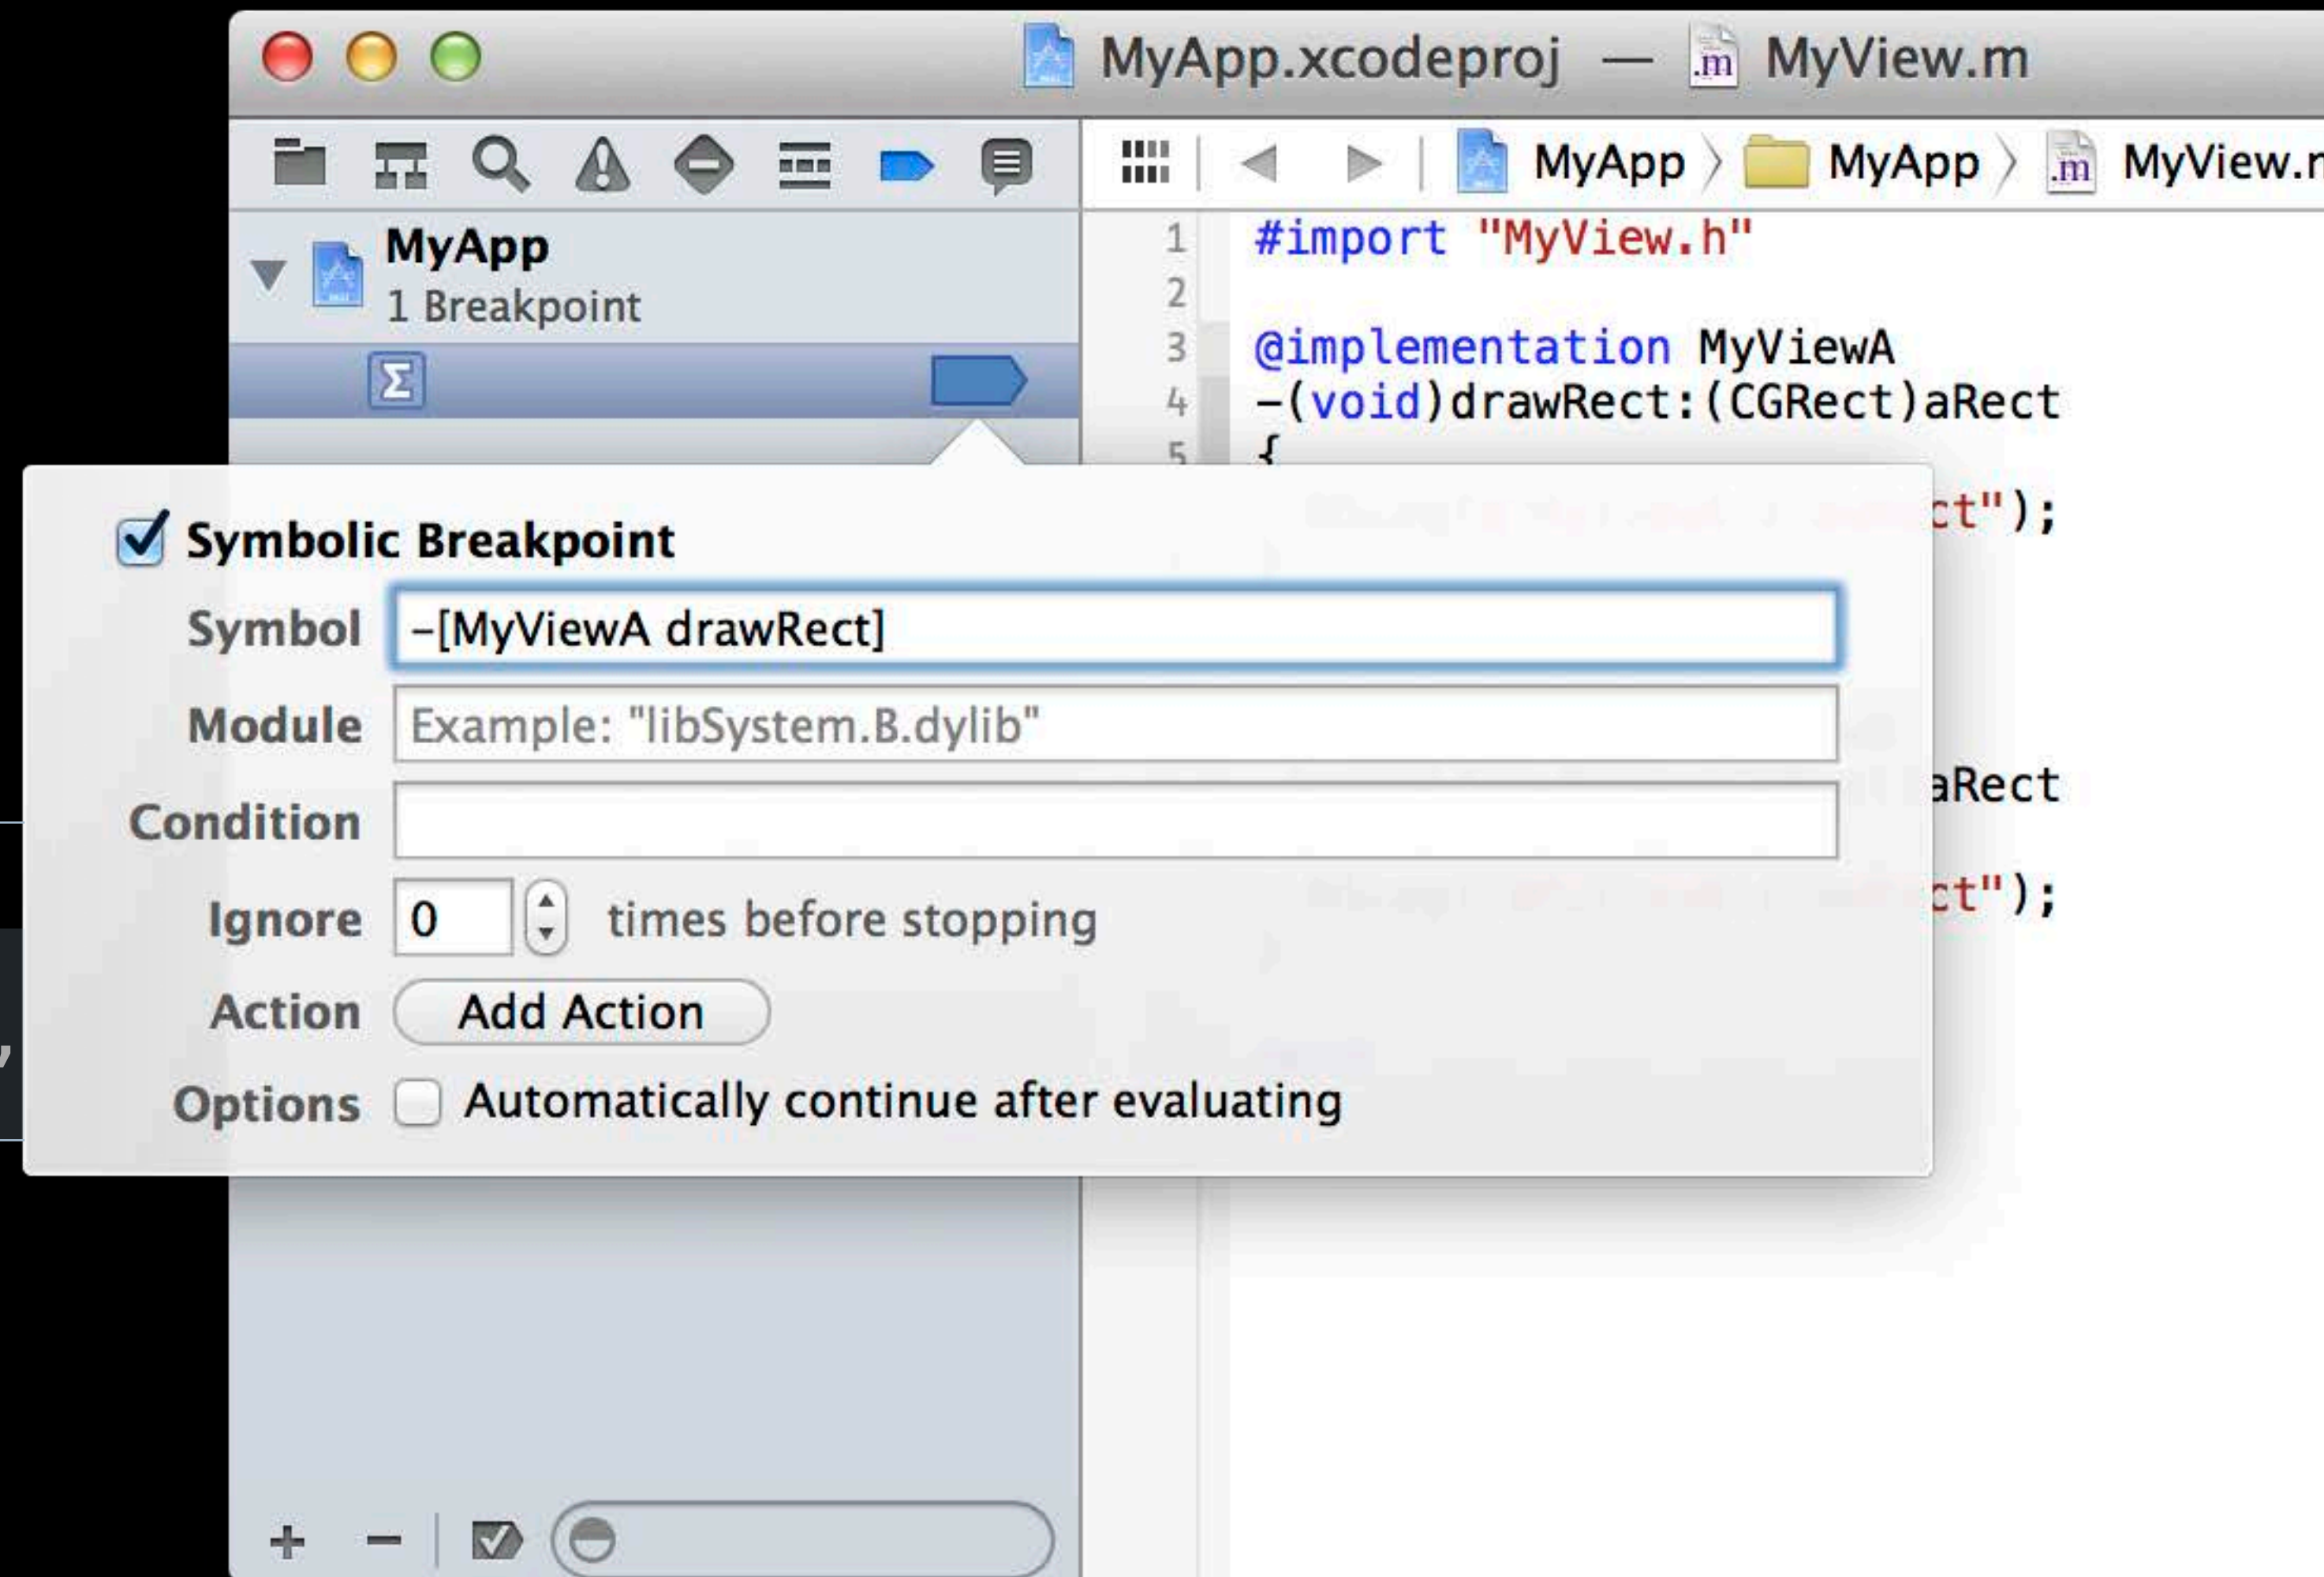 MyApp.xcodeproj — MyView.m
MyApp 〉 MyApp 〉 .m MyView.
MyApp
1 Breakpoint
Σ
1 #import "MyView.h"
2
3 @implementation MyViewA
4 -(void)drawRect:(CGRect)aRect
5 {
ct");
Symbolic Breakpoint
Symbol -[MyViewA drawRect]
Module Example: "libSystem.B.dylib"
aRect
Condition
ct");
Ignore 0 times before stopping
Action Add Action
Options Automatically continue after evaluating